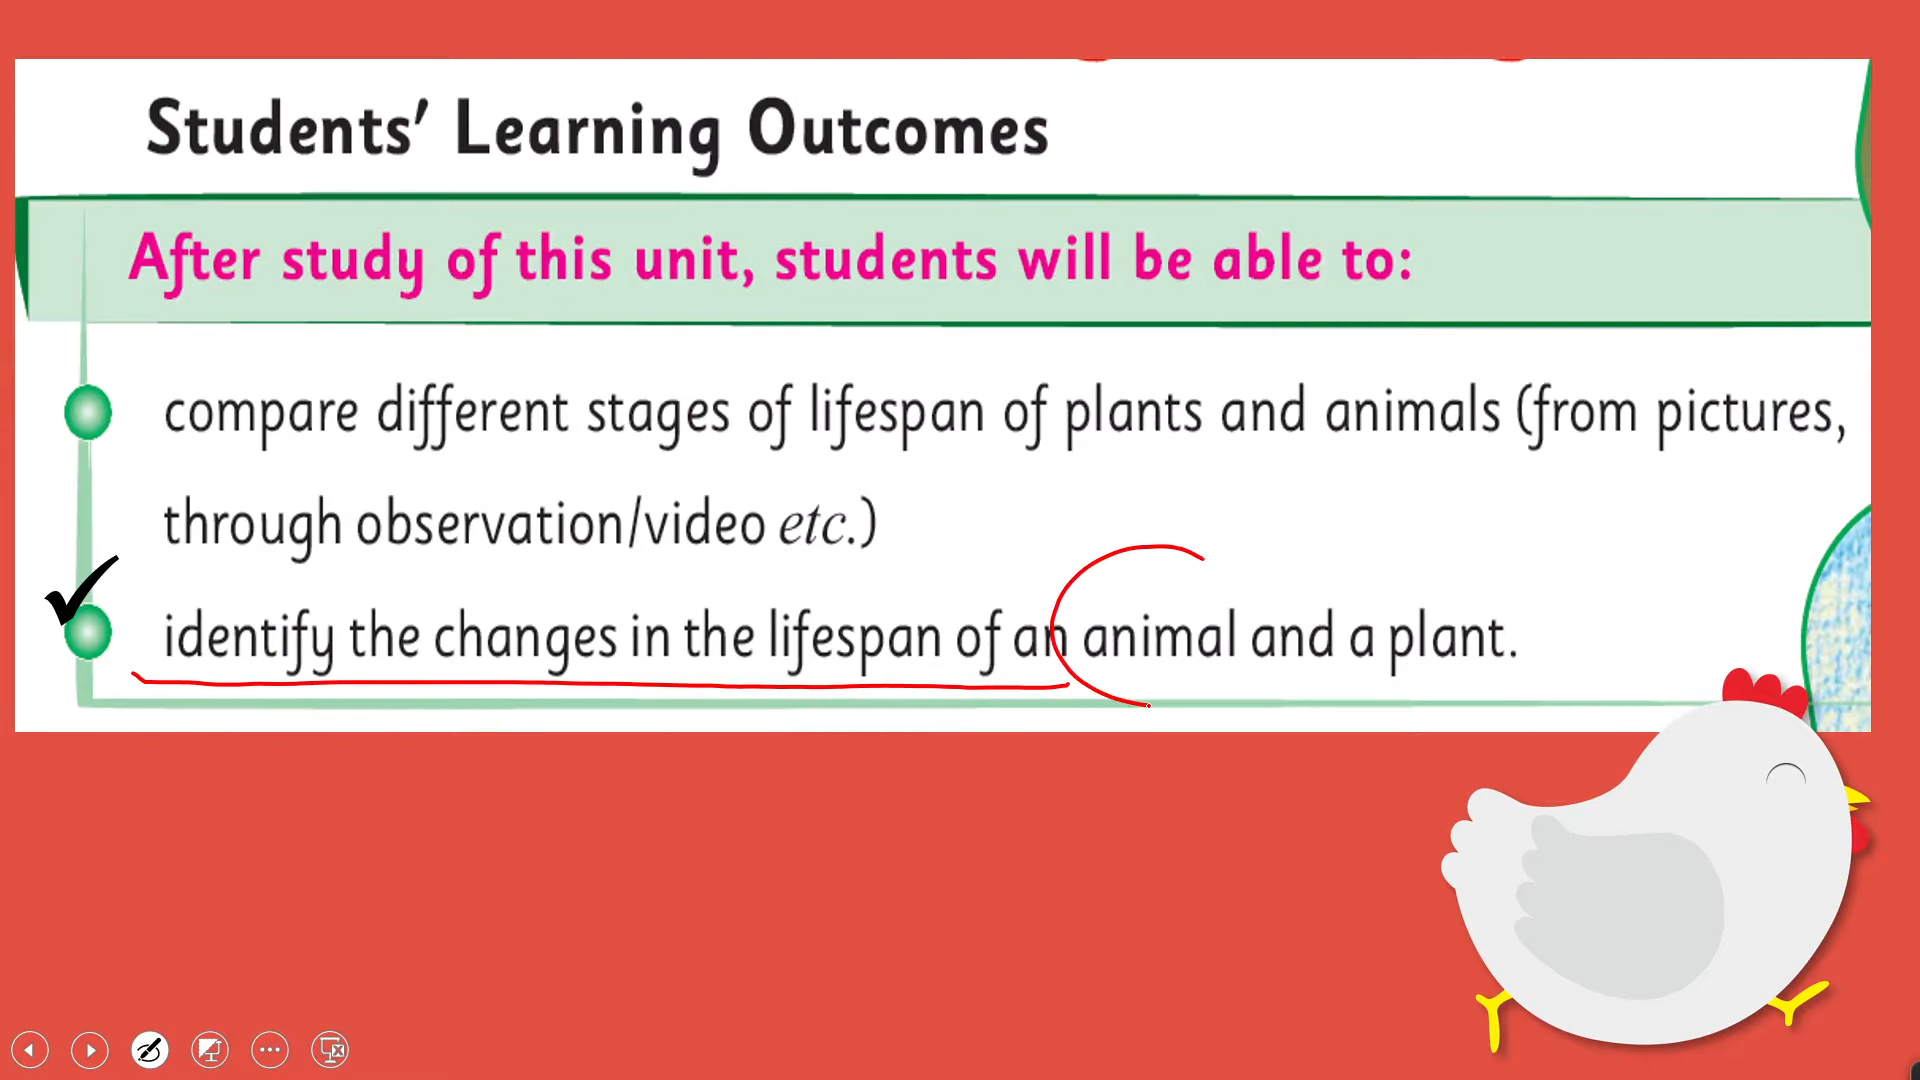 Students’ Learning Outcomes
After study of this unit, students will be able to:
compare different stages of lifespan of plants and animals (from pictures,
through observation/video etc.)
identify the changes in the lifespan of an animal and a plant.